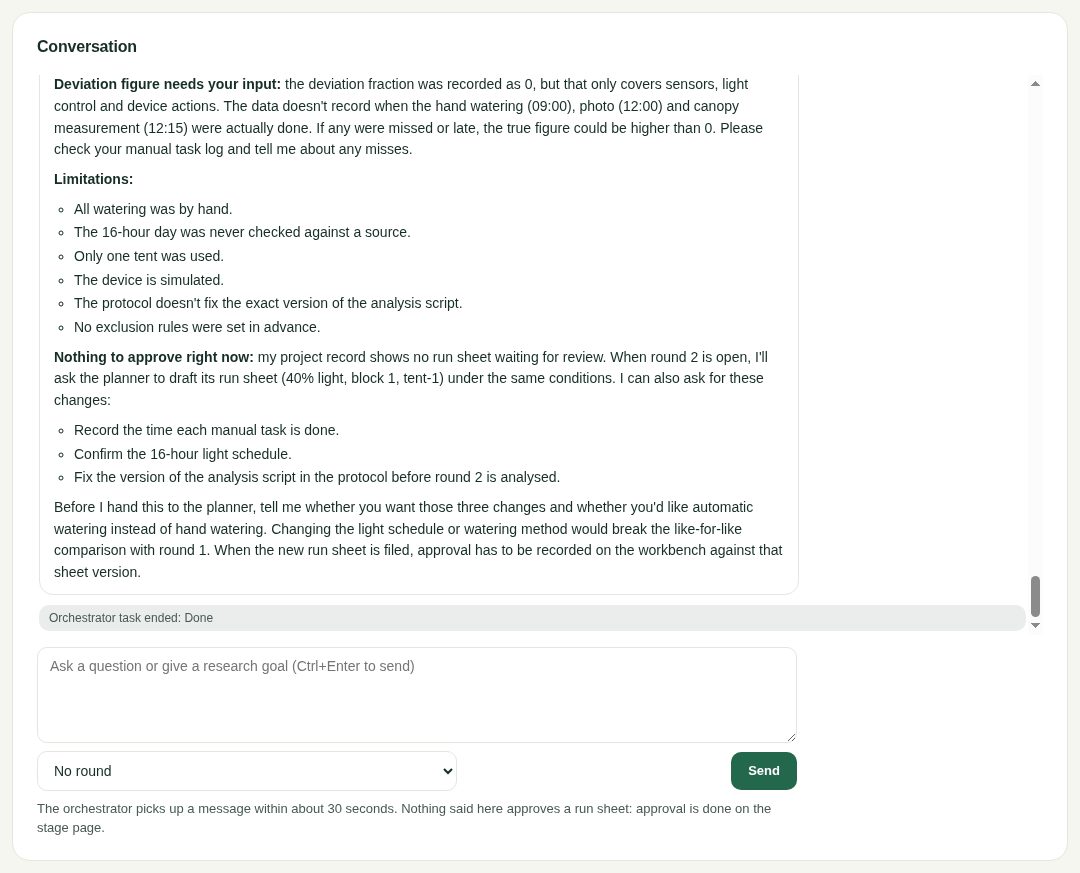 Conversation
Deviation figure needs your input: the deviation fraction was recorded as 0, but that only covers sensors, light
control and device actions. The data doesn't record when the hand watering (09:00), photo (12:00) and canopy
measurement (12:15) were actually done. If any were missed or late, the true figure could be higher than 0. Please
check your manual task log and tell me about any misses.
Limitations:
All watering was by hand.
The 16-hour day was never checked against a source.
Only one tent was used.
The device is simulated.
The protocol doesn't fix the exact version of the analysis script.
No exclusion rules were set in advance.
Nothing to approve right now: my project record shows no run sheet waiting for review. When round 2 is open, I'll
ask the planner to draft its run sheet (40% light, block 1, tent-1) under the same conditions. I can also ask for these
changes:
Record the time each manual task is done.
Confirm the 16-hour light schedule.
Fix the version of the analysis script in the protocol before round 2 is analysed.
Before I hand this to the planner, tell me whether you want those three changes and whether you'd like automatic
watering instead of hand watering. Changing the light schedule or watering method would break the like-for-like
comparison with round 1. When the new run sheet is filed, approval has to be recorded on the workbench against that
sheet version.
Orchestrator task ended: Done
Ask a question or give a research goal (Ctrl+Enter to send)
No round
Send
The orchestrator picks up a message within about 30 seconds. Nothing said here approves a run sheet: approval is done on the
stage page.